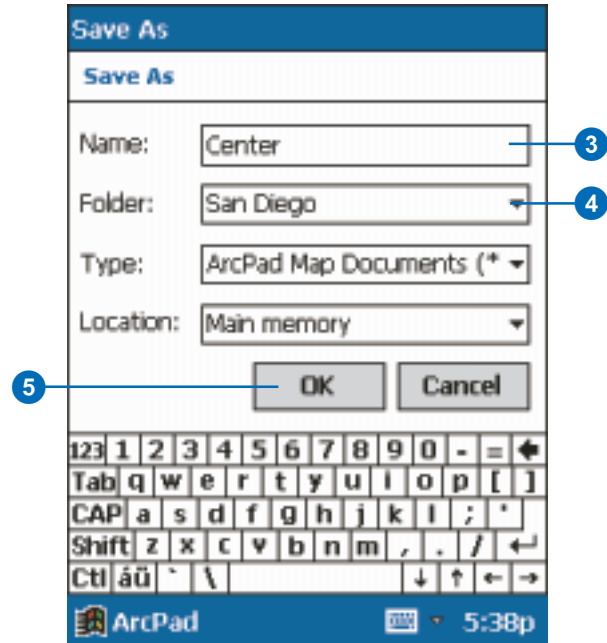 Save As
Save As
Name: Center 3
Folder: San Diego 4
Type: ArcPad Map Documents (*
Location: Main memory
5 OK Cancel
123 1 2 3 4 5 6 7 8 9 0 - =
Tab q w e r t y u i o p [ ]
CAP a s d f g h j k l ; '
Shift z x c v b n m , . /
Ctl áü ` \
ArcPad 5:38p